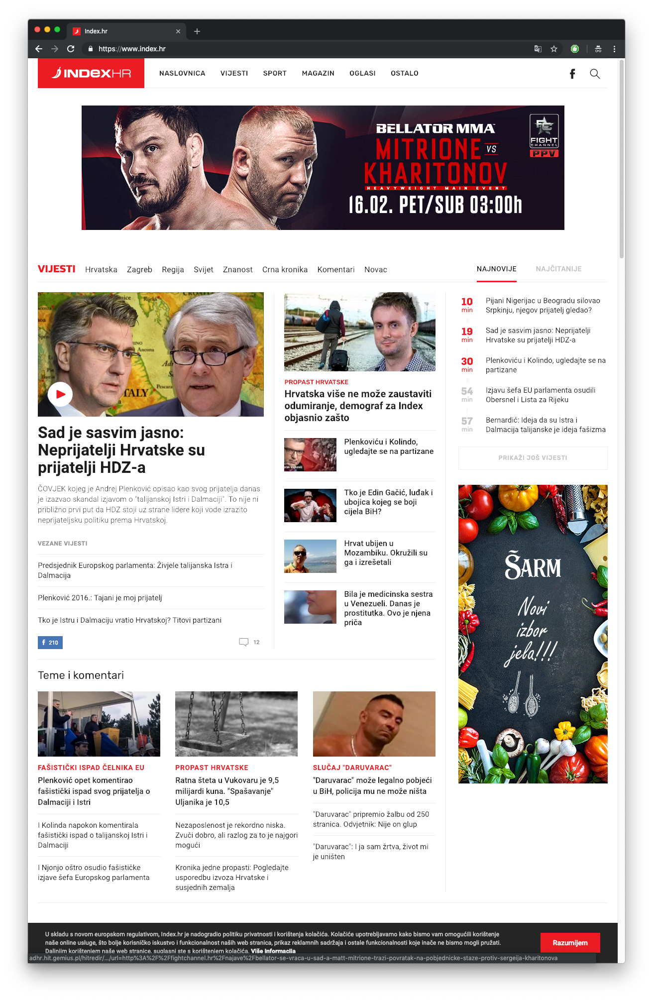 Index.hr
https://www.index.hr
INDEXHR
NASLOVNICA VIJESTI SPORT MAGAZIN OGLASI OSTALO
BELLATOR MMA
MITRIONE VS
KHARITONOV
HEAVYWEIGHT MAIN EVENT
16.02. PET/SUB 03:00h
FC
FIGHT
CHANNEL
PPV
VIJESTI Hrvatska Zagreb Regija Svijet Znanost Crna kronika Komentari Novac
Rijeka
Ancona
Pescara
ITALY
Sad je sasvim jasno:
Neprijatelji Hrvatske su
prijatelji HDZ-a
ČOVJEK kojeg je Andrej Plenković opisao kao svog prijatelja danas
je izazvao skandal izjavom o "talijanskoj Istri i Dalmaciji". To nije ni
približno prvi put da HDZ stoji uz strane lidere koji vode izrazito
neprijateljsku politiku prema Hrvatskoj.
VEZANE VIJESTI
Predsjednik Europskog parlamenta: Živjele talijanska Istra i
Dalmacija
Plenković 2016.: Tajani je moj prijatelj
Tko je Istru i Dalmaciju vratio Hrvatskoj? Titovi partizani
f 210
12
PROPAST HRVATSKE
Hrvatska više ne može zaustaviti
odumiranje, demograf za Index
objasnio zašto
Plenkoviću i Kolindo,
ugledajte se na partizane
Tko je Edin Gačić, luđak i
ubojica kojeg se boji
cijela BiH?
Hrvat ubijen u
Mozambiku. Okružili su
ga i izrešetali
Bila je medicinska sestra
u Venezueli. Danas je
prostitutka. Ovo je njena
priča
NAJNOVIJE NAJČITANIJE
10 min
Pijani Nigerijac u Beogradu silovao
Srpkinju, njegov prijatelj gledao?
19 min
Sad je sasvim jasno: Neprijatelji
Hrvatske su prijatelji HDZ-a
30 min
Plenkoviću i Kolindo, ugledajte se na
partizane
54 min
Izjavu šefa EU parlamenta osudili
Obersnel i Lista za Rijeku
57 min
Bernardić: Ideja da su Istra i
Dalmacija talijanske je ideja fašizma
PRIKAŽI JOŠ VIJESTI
ŠARM
Novi
izbor
jela!!!
Teme i komentari
FAŠISTIČKI ISPAD ČELNIKA EU
Plenković opet komentirao
fašistički ispad svog prijatelja o
Dalmaciji i Istri
I Kolinda napokon komentirala
fašistički ispad o talijanskoj Istri i
Dalmaciji
I Njonjo oštro osudio fašističke
izjave šefa Europskog parlamenta
PROPAST HRVATSKE
Ratna šteta u Vukovaru je 9,5
milijardi kuna. "Spašavanje"
Uljanika je 10,5
Nezaposlenost je rekordno niska.
Zvuči dobro, ali razlog za to je najgori
mogući
Kronika jedne propasti: Pogledajte
usporedbu izvoza Hrvatske i
susjednih zemalja
SLUČAJ "DARUVARAC"
"Daruvarac" može legalno pobjeći
u BiH, policija mu ne može ništa
"Daruvarac" pripremio žalbu od 250
stranica. Odvjetnik: Nije on glup
"Daruvarac": I ja sam žrtva, život mi
je uništen
U skladu s novom europskom regulativom, Index.hr je nadogradio politiku privatnosti i korištenja kolačića. Kolačiće upotrebljavamo kako bismo vam omogućili korištenje
naše online usluge, što bolje korisničko iskustvo i funkcionalnost naših web stranica, prikaz reklamnih sadržaja i ostale funkcionalnosti koje inače ne bismo mogli pružati.
Daljnjim korištenjem naše web stranice, suglasni ste s korištenjem kolačića. Više informacija
Razumijem
adhr.hit.gemius.pl/hitredir/.../url=http%3A%2F%2Ffightchannel.hr%2Fnajave%2Fbellator-se-vraca-u-sad-a-matt-mitrione-trazi-povratak-na-pobjednicke-staze-protiv-sergeija-kharitonova